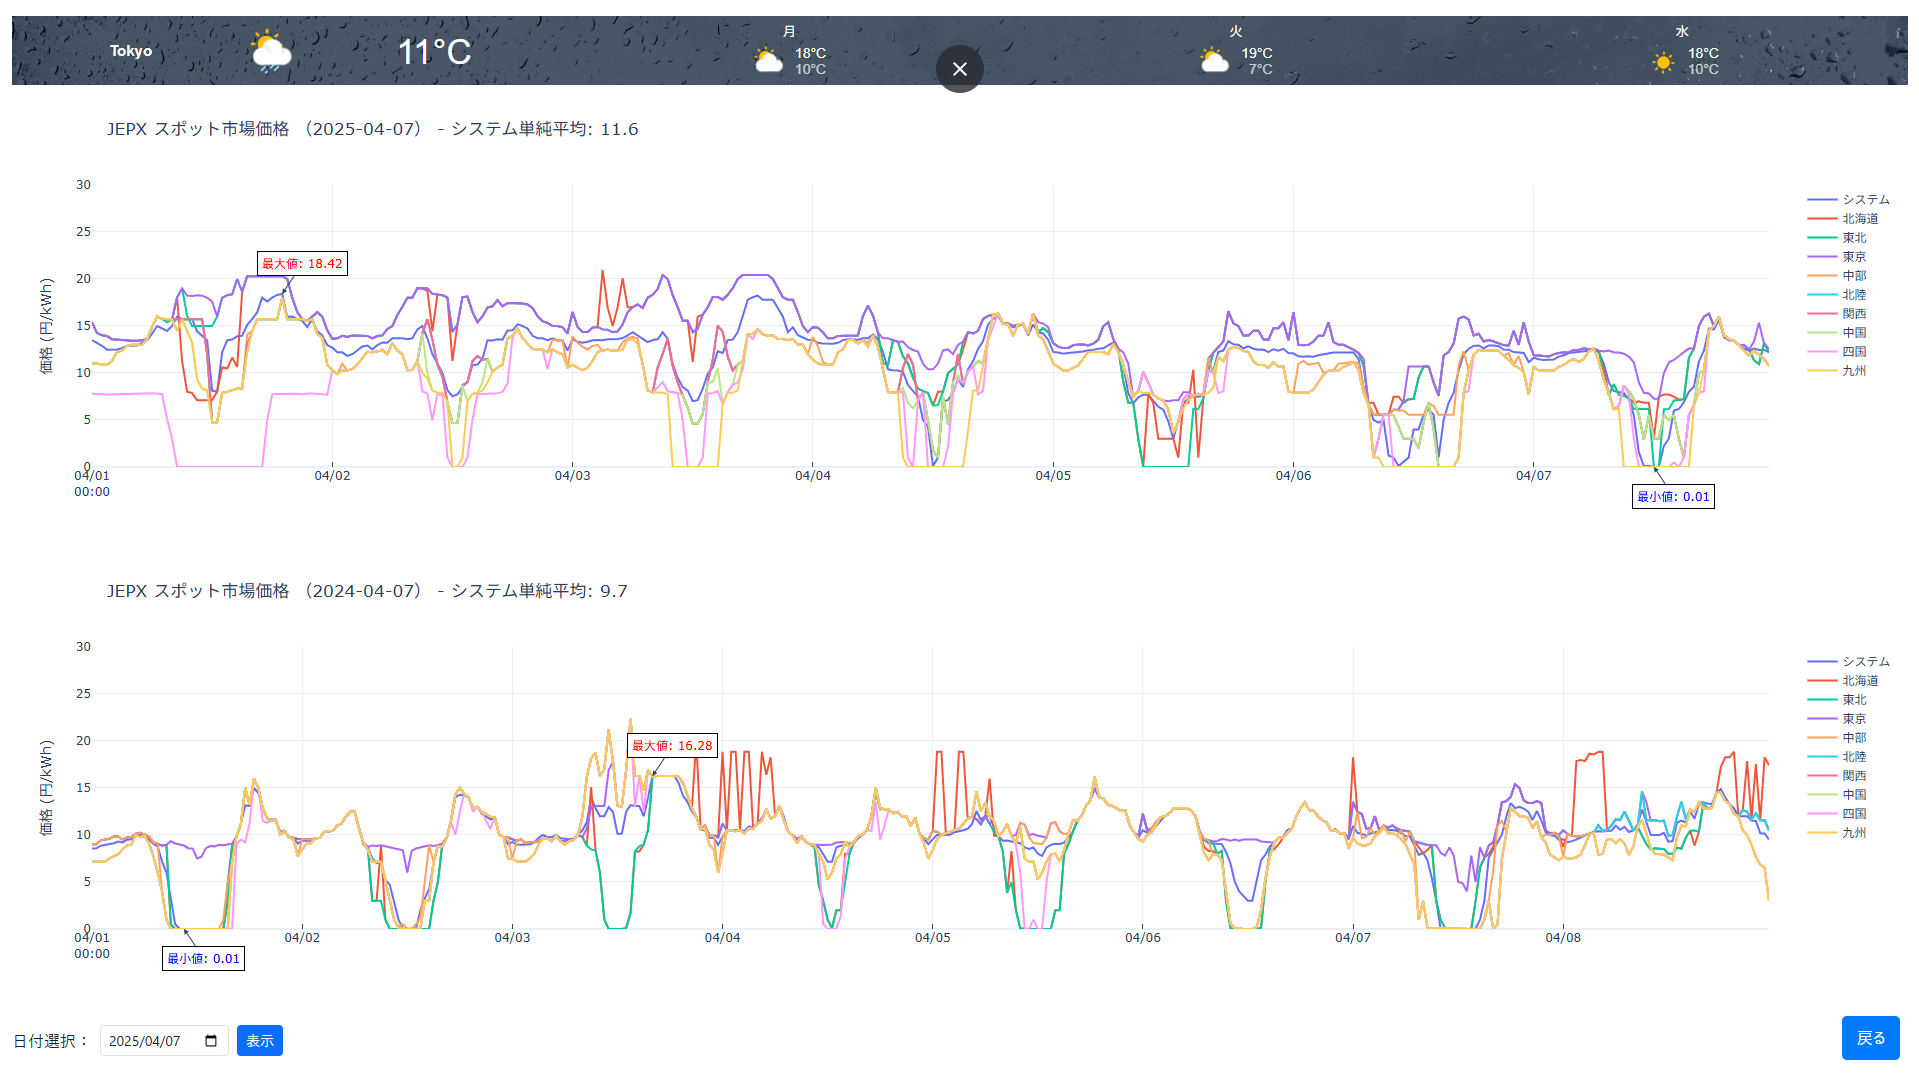 Tokyo
11°C
月
18°C
10°C
火
19°C
7°C
水
18°C
10°C
JEPX スポット市場価格 （2025-04-07） - システム単純平均: 11.6
価格 (円/kWh)
30
25
20
15
10
5
0
最大値: 18.42
最小値: 0.01
04/01
00:00
04/02
04/03
04/04
04/05
04/06
04/07
システム
北海道
東北
東京
中部
北陸
関西
中国
四国
九州
JEPX スポット市場価格 （2024-04-07） - システム単純平均: 9.7
価格 (円/kWh)
30
25
20
15
10
5
0
最大値: 16.28
最小値: 0.01
04/01
00:00
04/02
04/03
04/04
04/05
04/06
04/07
04/08
システム
北海道
東北
東京
中部
北陸
関西
中国
四国
九州
日付選択： 2025/04/07 表示
戻る